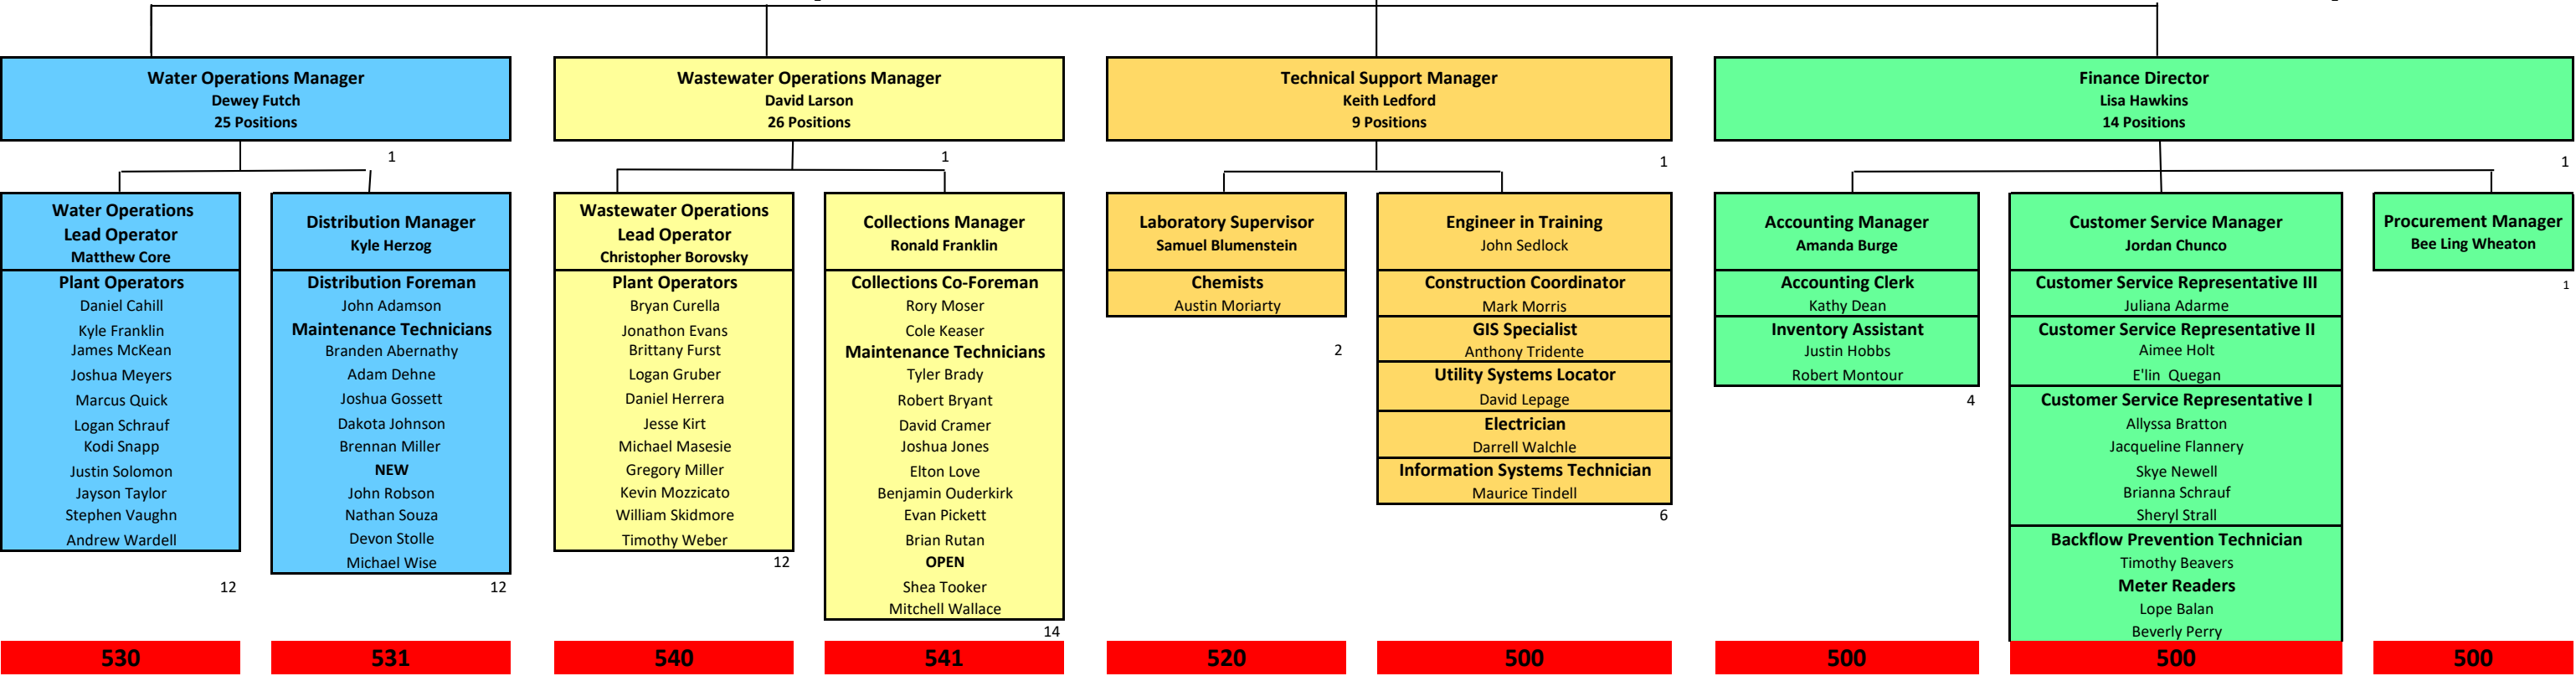 Water Operations Manager
Dewey Futch
25 Positions
1
Wastewater Operations Manager
David Larson
26 Positions
1
Technical Support Manager
Keith Ledford
9 Positions
1
Finance Director
Lisa Hawkins
14 Positions
1
Water Operations
Lead Operator
Matthew Core
Plant Operators
Daniel Cahill
Kyle Franklin
James McKean
Joshua Meyers
Marcus Quick
Logan Schrauf
Kodi Snapp
Justin Solomon
Jayson Taylor
Stephen Vaughn
Andrew Wardell
12
530
Distribution Manager
Kyle Herzog
Distribution Foreman
John Adamson
Maintenance Technicians
Branden Abernathy
Adam Dehne
Joshua Gossett
Dakota Johnson
Brennan Miller
NEW
John Robson
Nathan Souza
Devon Stolle
Michael Wise
12
531
Wastewater Operations
Lead Operator
Christopher Borovsky
Plant Operators
Bryan Curella
Jonathon Evans
Brittany Furst
Logan Gruber
Daniel Herrera
Jesse Kirt
Michael Masesie
Gregory Miller
Kevin Mozzicato
William Skidmore
Timothy Weber
12
540
Collections Manager
Ronald Franklin
Collections Co-Foreman
Rory Moser
Cole Keaser
Maintenance Technicians
Tyler Brady
Robert Bryant
David Cramer
Joshua Jones
Elton Love
Benjamin Ouderkirk
Evan Pickett
Brian Rutan
OPEN
Shea Tooker
Mitchell Wallace
14
541
Laboratory Supervisor
Samuel Blumenstein
Chemists
Austin Moriarty
2
520
Engineer in Training
John Sedlock
Construction Coordinator
Mark Morris
GIS Specialist
Anthony Tridente
Utility Systems Locator
David Lepage
Electrician
Darrell Walchle
Information Systems Technician
Maurice Tindell
6
500
Accounting Manager
Amanda Burge
Accounting Clerk
Kathy Dean
Inventory Assistant
Justin Hobbs
Robert Montour
4
500
Customer Service Manager
Jordan Chunco
Customer Service Representative III
Juliana Adarme
Customer Service Representative II
Aimee Holt
E'lin  Quegan
Customer Service Representative I
Allyssa Bratton
Jacqueline Flannery
Skye Newell
Brianna Schrauf
Sheryl Strall
Backflow Prevention Technician
Timothy Beavers
Meter Readers
Lope Balan
Beverly Perry
500
Procurement Manager
Bee Ling Wheaton
1
500